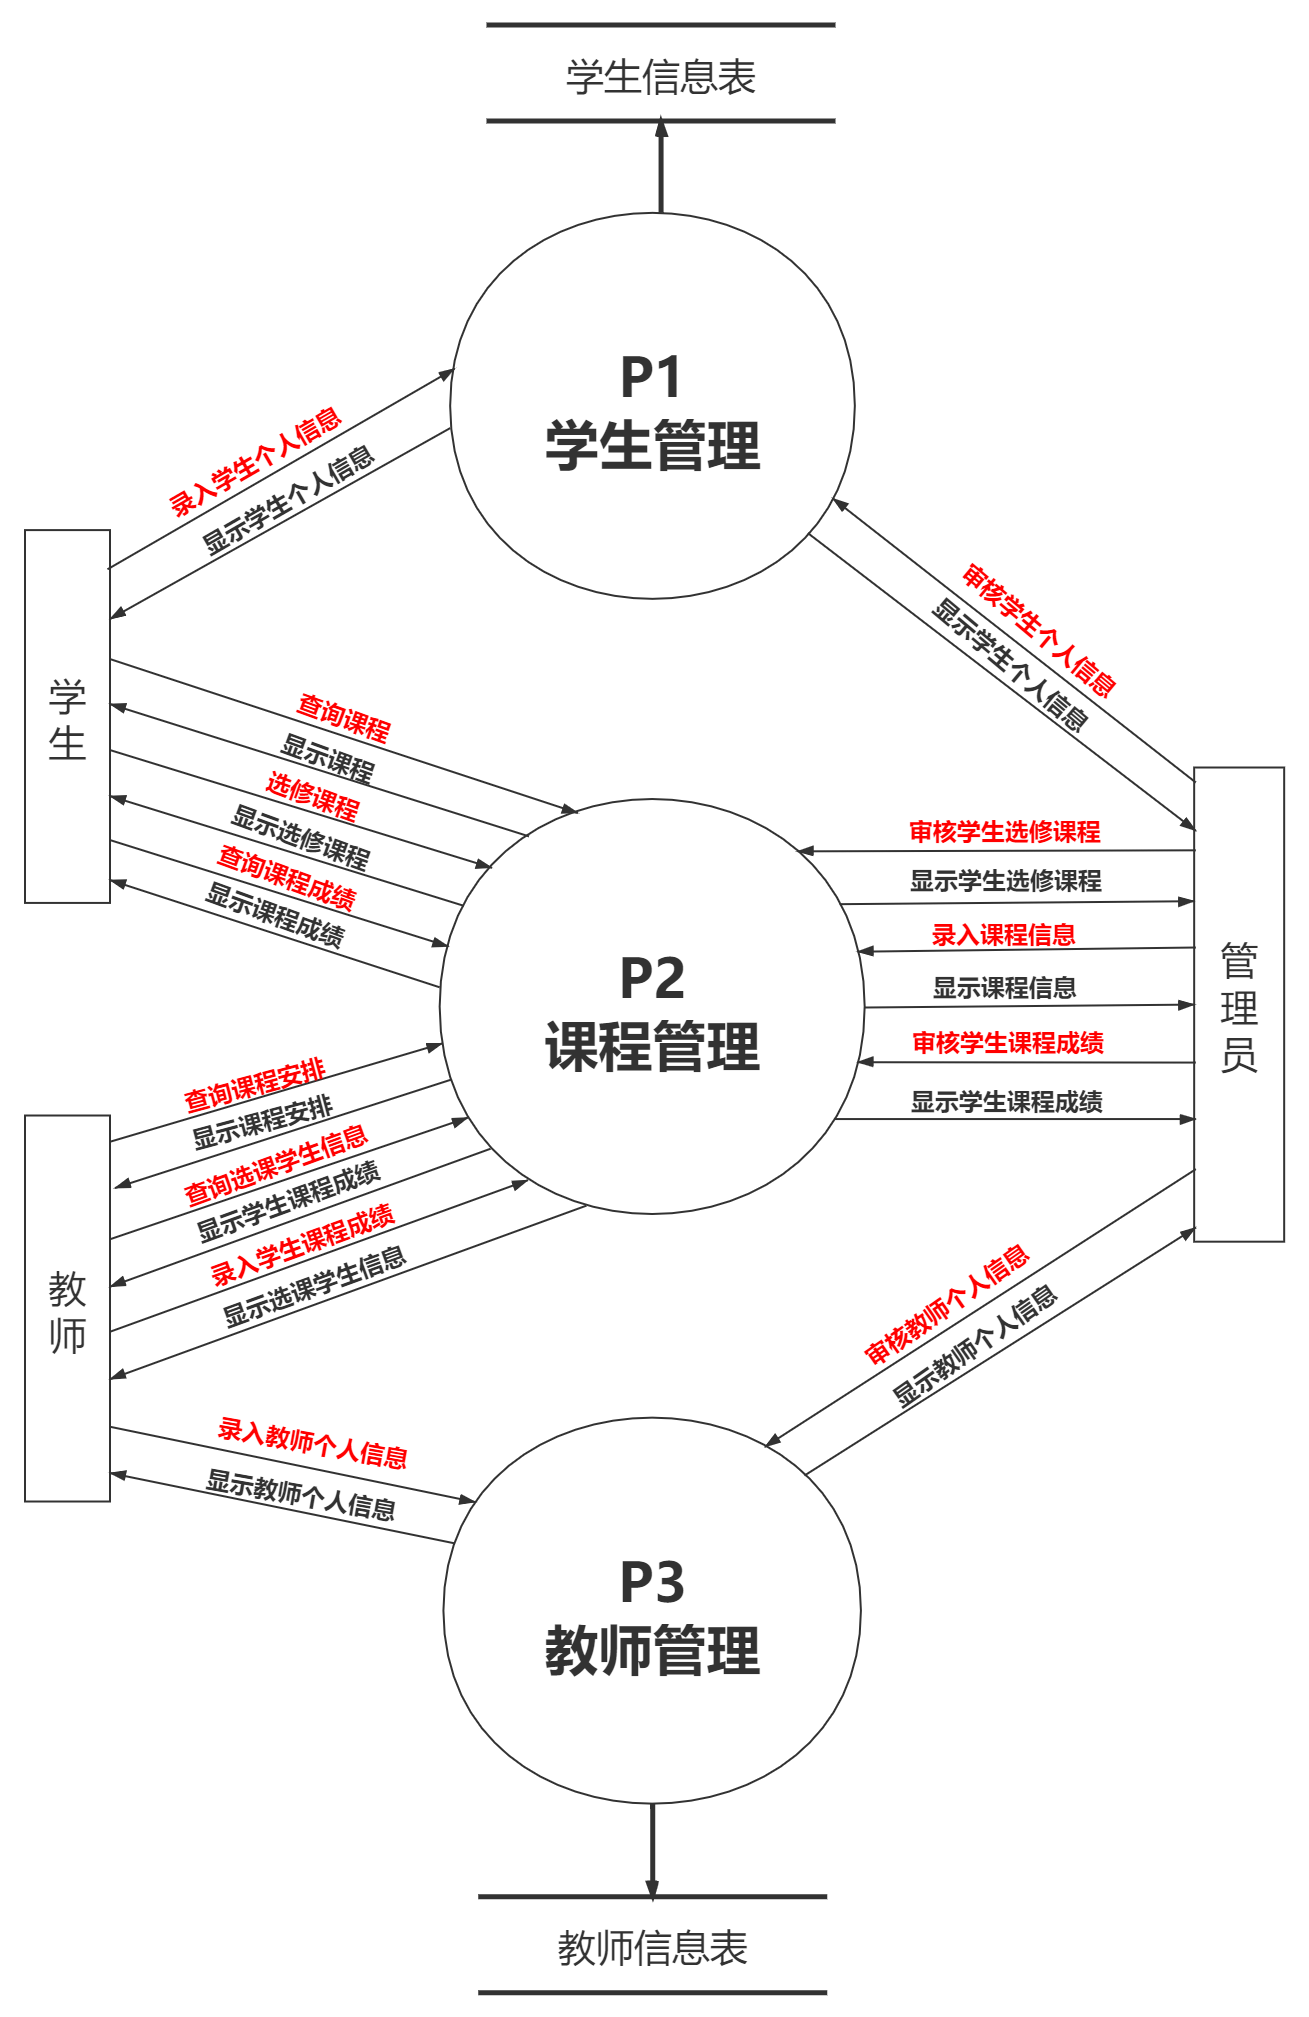 学生信息表
P1
学生管理
录入学生个人信息
显示学生个人信息
审核学生个人信息
显示学生个人信息
学
生
查询课程
显示课程
选修课程
显示选修课程
查询课程成绩
显示课程成绩
P2
课程管理
审核学生选修课程
显示学生选修课程
录入课程信息
显示课程信息
审核学生课程成绩
显示学生课程成绩
管
理
员
查询课程安排
显示课程安排
查询选课学生信息
显示学生课程成绩
录入学生课程成绩
显示选课学生信息
教
师
审核教师个人信息
显示教师个人信息
录入教师个人信息
显示教师个人信息
P3
教师管理
教师信息表